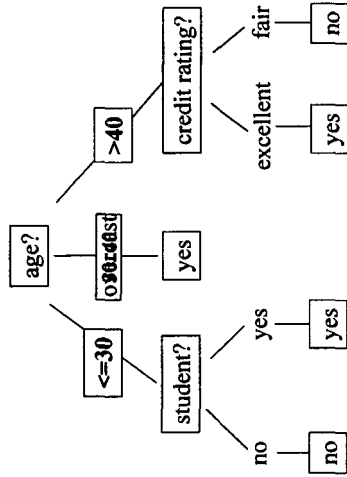 age?
<=30
>40
student?
yes
credit rating?
no
yes
excellent
fair
no
yes
yes
no